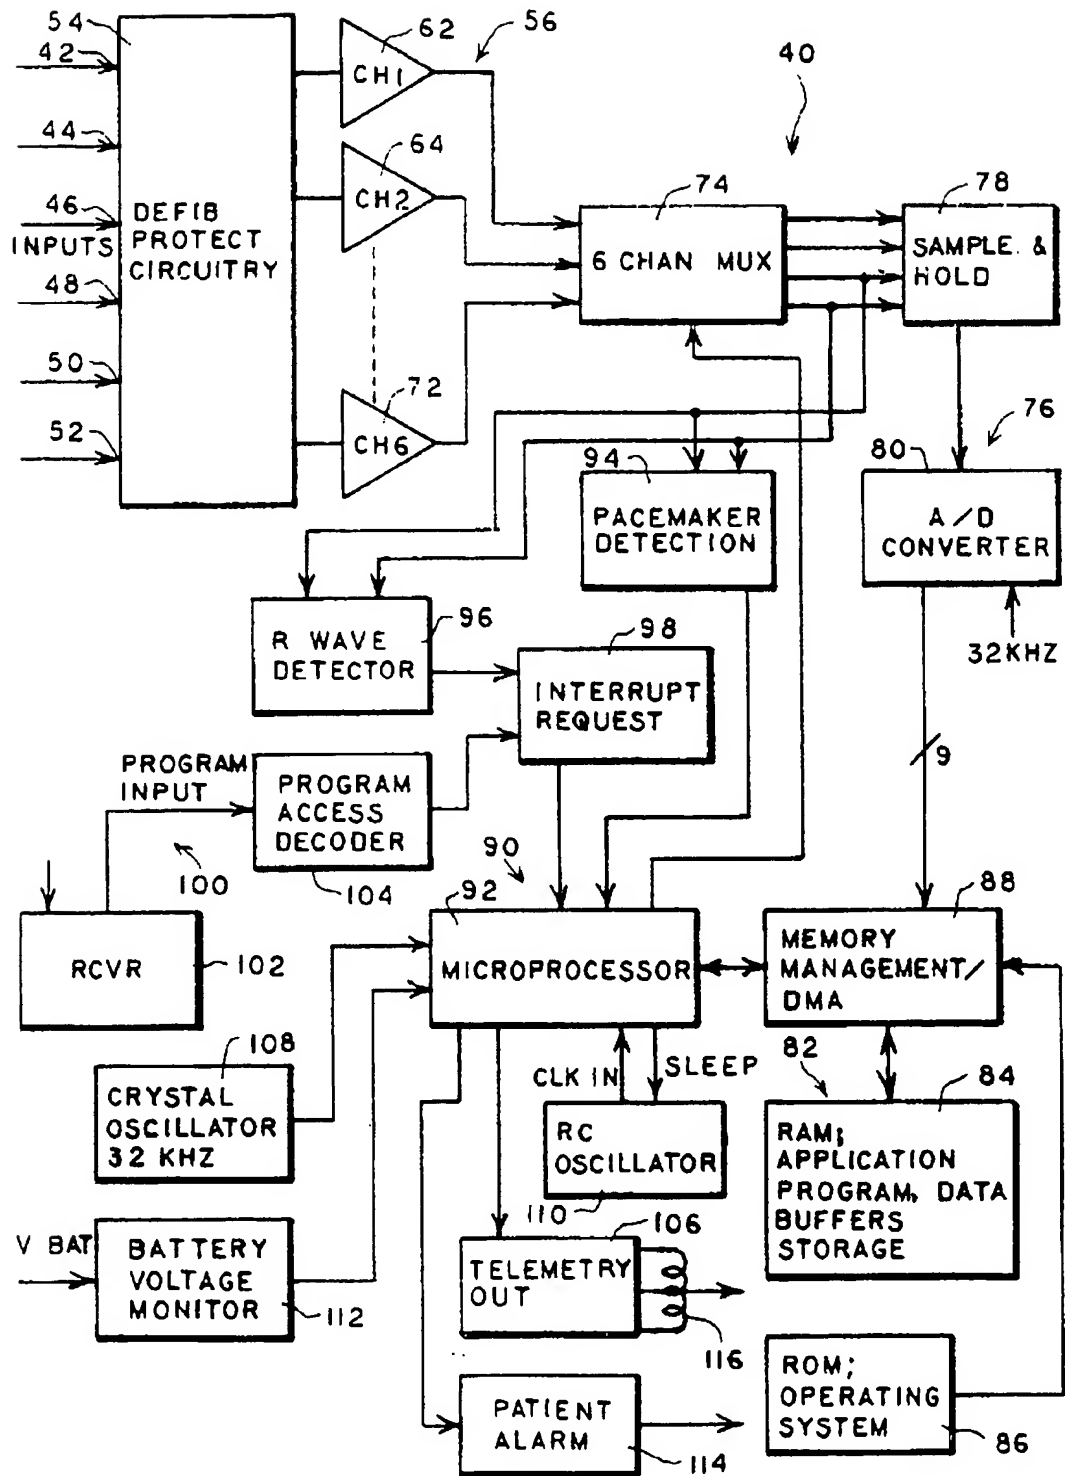 54
62
56
42
CH1
40
44
64
46
INPUTS
DEFIB
PROTECT
CIRCUITRY
CH2
74
78
6 CHAN MUX
SAMPLE. &
HOLD
48
50
52
72
CH6
76
94
80
PACEMAKER
DETECTION
A/D
CONVERTER
96
98
R WAVE
DETECTOR
32KHZ
INTERRUPT
REQUEST
9
PROGRAM
INPUT
PROGRAM
ACCESS
DECODER
100
104
90
92
88
RCVR
102
MICROPROCESSOR
MEMORY
MANAGEMENT/
DMA
108
CRYSTAL
OSCILLATOR
32 KHZ
CLK IN
SLEEP
82
84
RC
OSCILLATOR
110
RAM;
APPLICATION
PROGRAM, DATA
BUFFERS
STORAGE
106
V BAT
BATTERY
VOLTAGE
MONITOR
112
TELEMETRY
OUT
116
ROM;
OPERATING
SYSTEM
86
PATIENT
ALARM
114